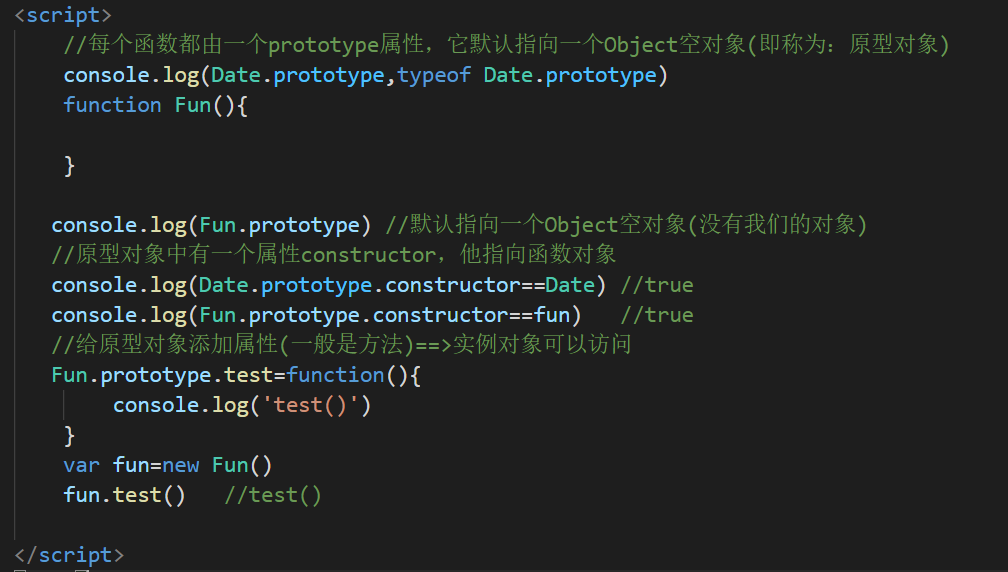 <script>
//每个函数都由一个prototype属性，它默认指向一个Object空对象(即称为：原型对象)
console.log(Date.prototype,typeof Date.prototype)
function Fun(){
}
console.log(Fun.prototype) //默认指向一个Object空对象(没有我们的对象)
//原型对象中有一个属性constructor，他指向函数对象
console.log(Date.prototype.constructor==Date) //true
console.log(Fun.prototype.constructor==fun)   //true
//给原型对象添加属性(一般是方法)==>实例对象可以访问
Fun.prototype.test=function(){
console.log('test()')
}
var fun=new Fun()
fun.test()   //test()
</script>